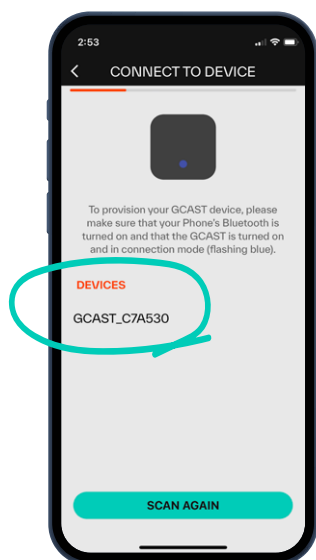 2:53
CONNECT TO DEVICE
To provision your GCAST device, please
make sure that your Phone's Bluetooth is
turned on and that the GCAST is turned on
and in connection mode (flashing blue).
DEVICES
GCAST_C7A530
SCAN AGAIN